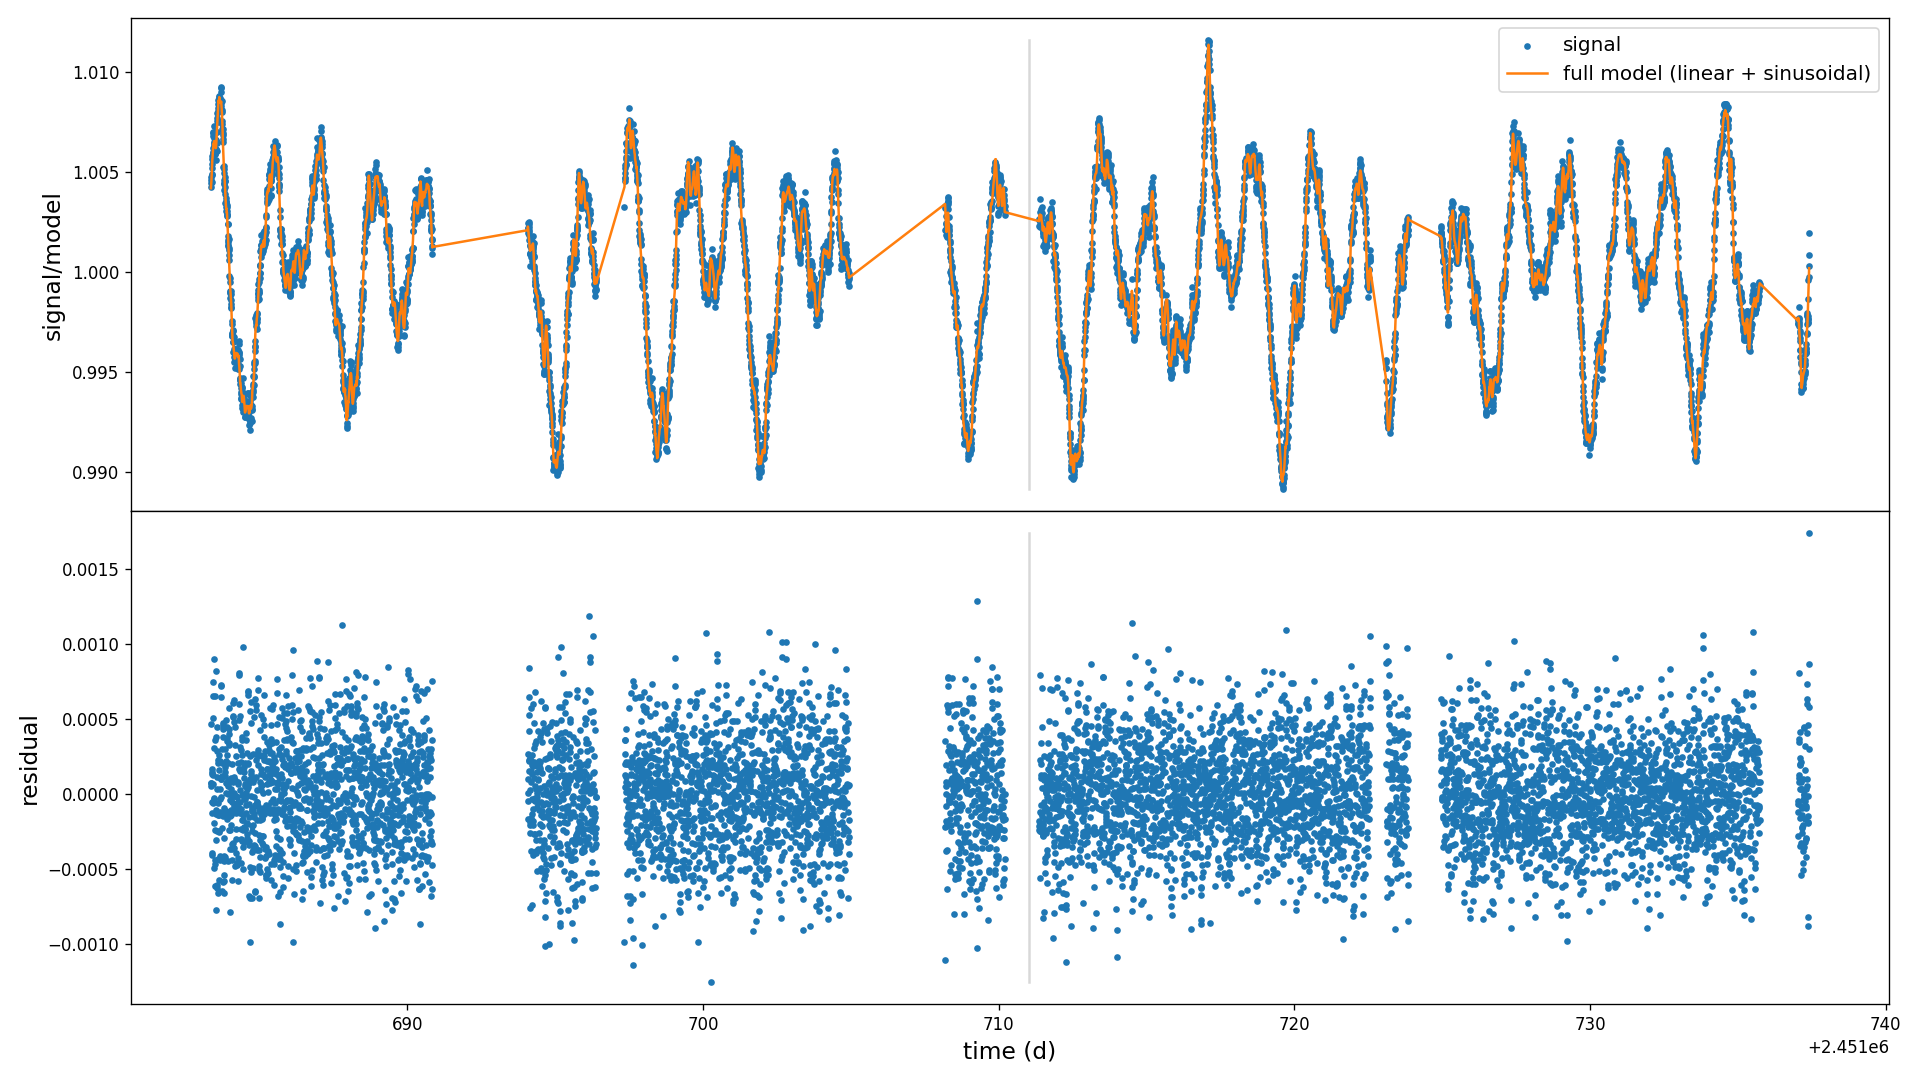 signal
full model (linear + sinusoidal)
1.010
1.005
1.000
0.995
0.990
signal/model
0.0015
0.0010
0.0005
0.0000
−0.0005
−0.0010
residual
690
700
710
720
730
740
time (d)
+2.451e6